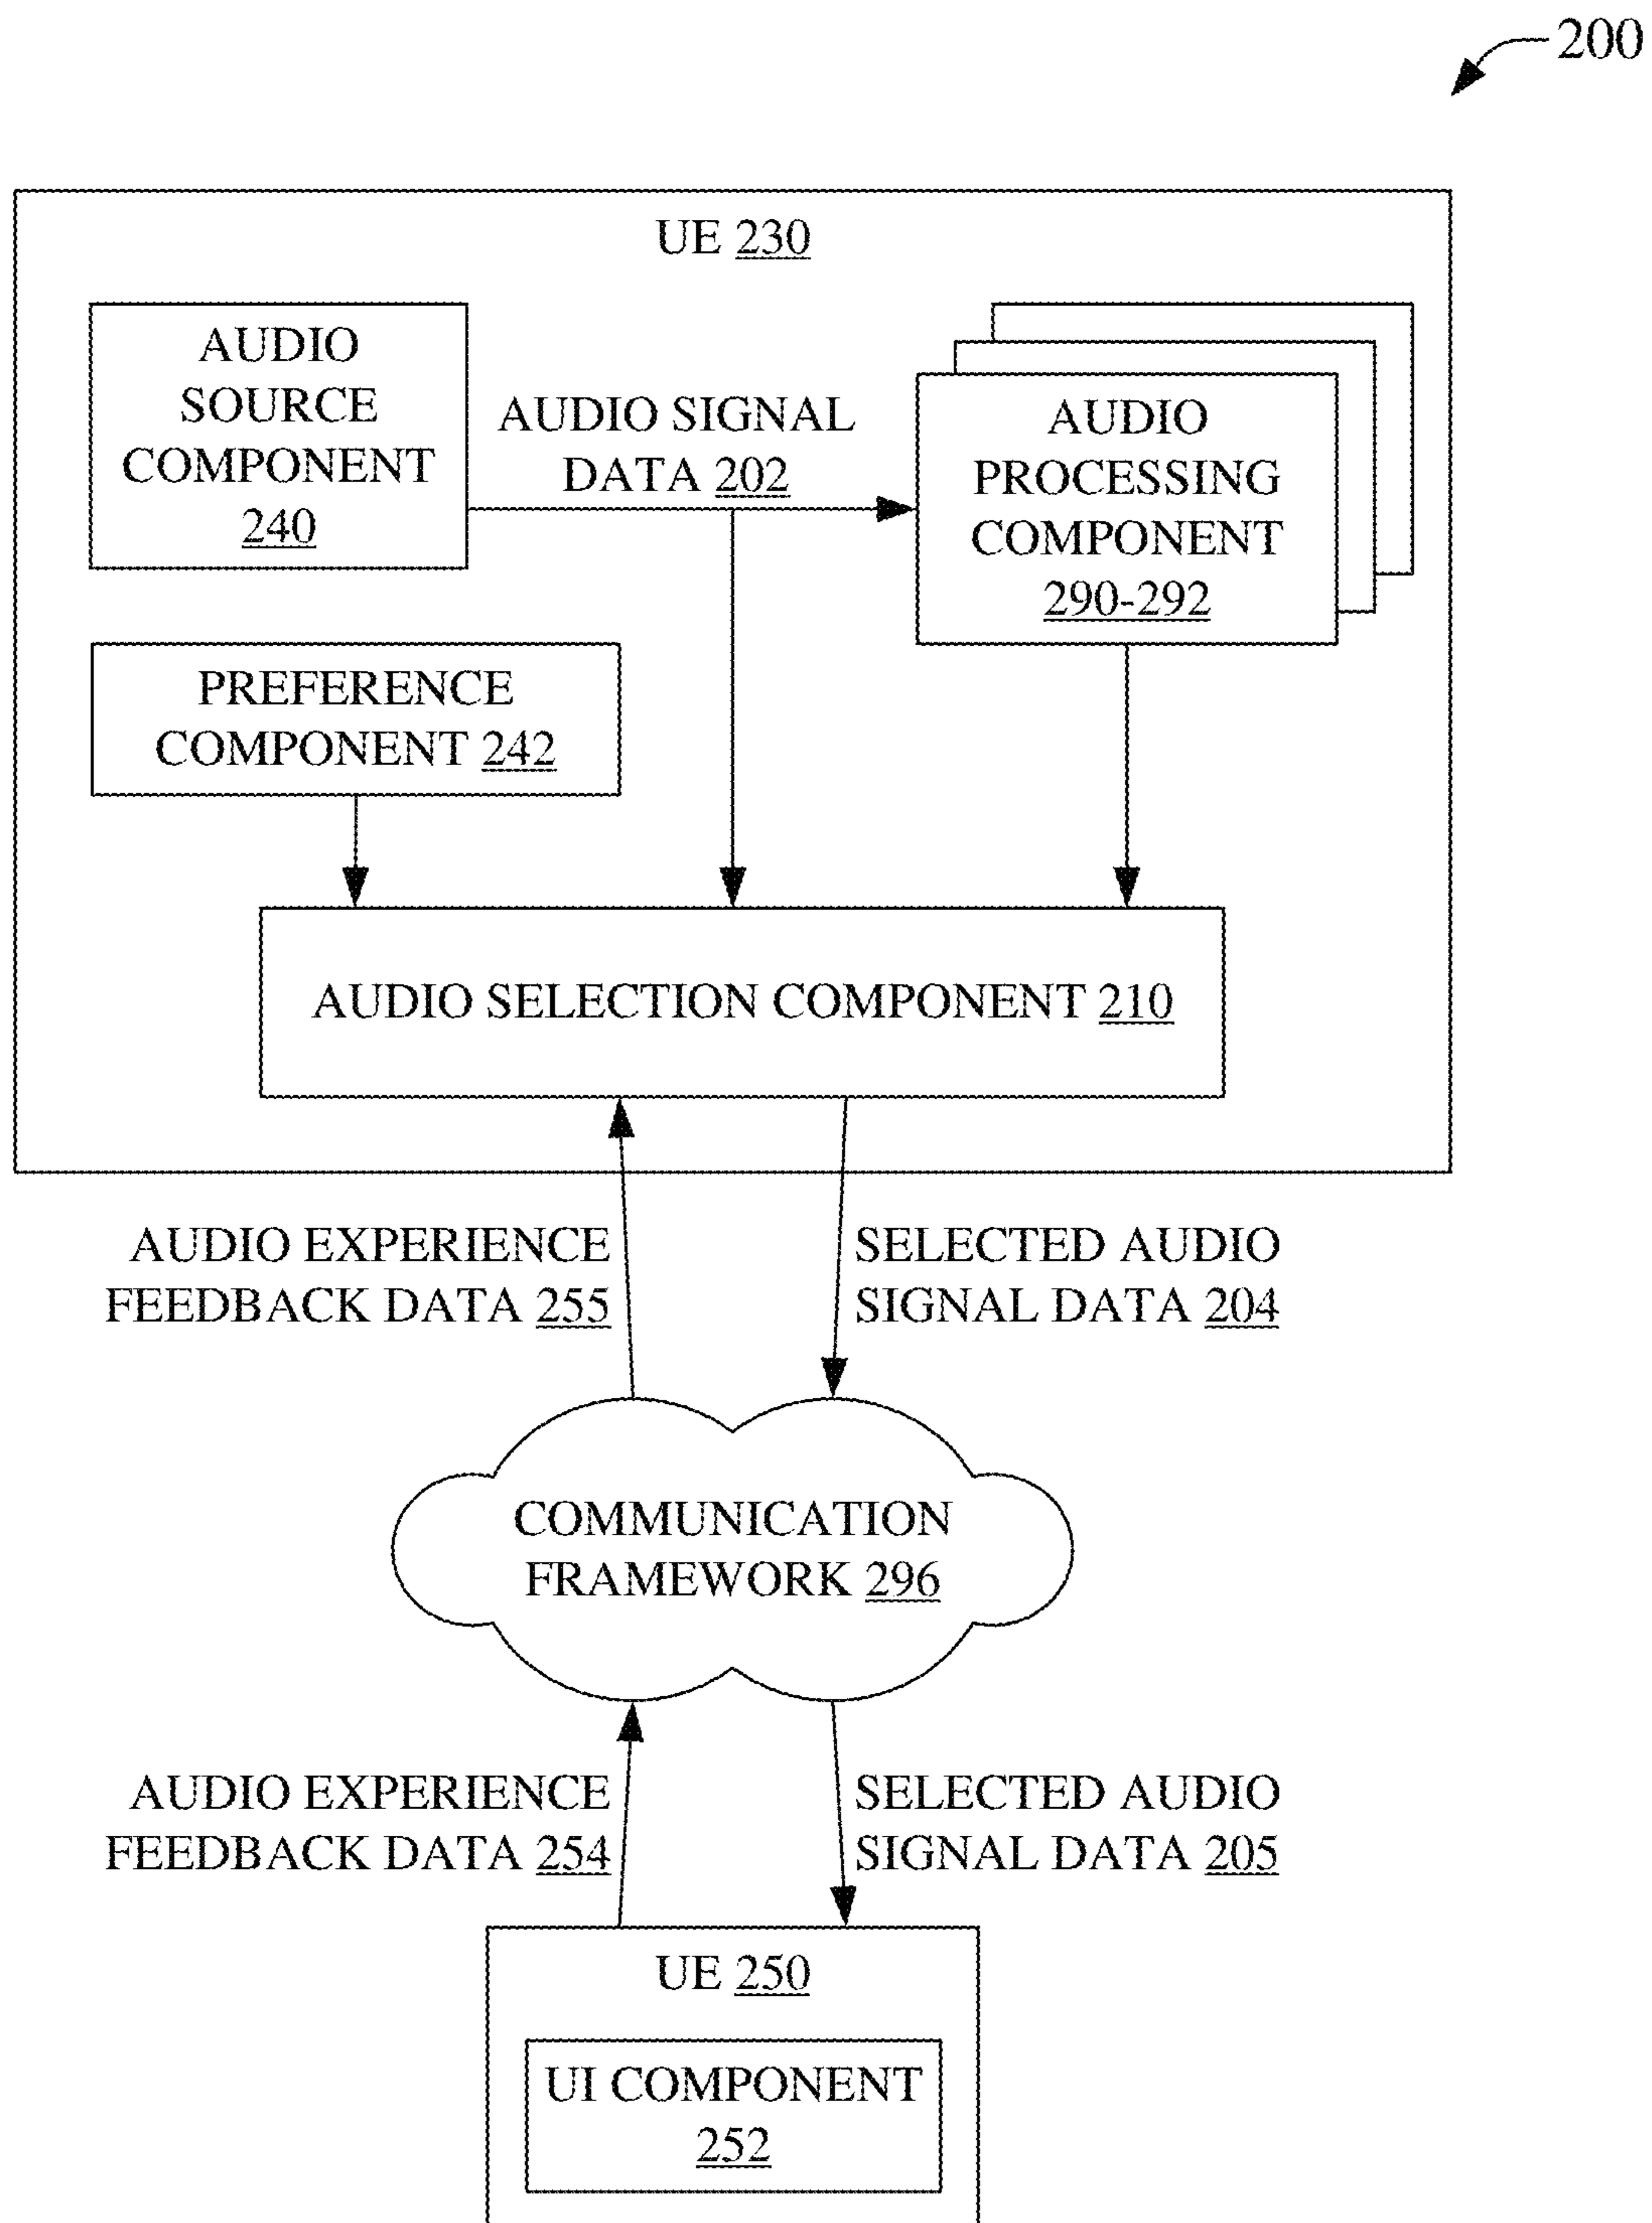 200
UE 230
AUDIO
SOURCE
COMPONENT
240
AUDIO SIGNAL
DATA 202
AUDIO
PROCESSING
COMPONENT
290-292
PREFERENCE
COMPONENT 242
AUDIO SELECTION COMPONENT 210
AUDIO EXPERIENCE
FEEDBACK DATA 255
SELECTED AUDIO
SIGNAL DATA 204
COMMUNICATION
FRAMEWORK 296
AUDIO EXPERIENCE
FEEDBACK DATA 254
SELECTED AUDIO
SIGNAL DATA 205
UE 250
UI COMPONENT
252